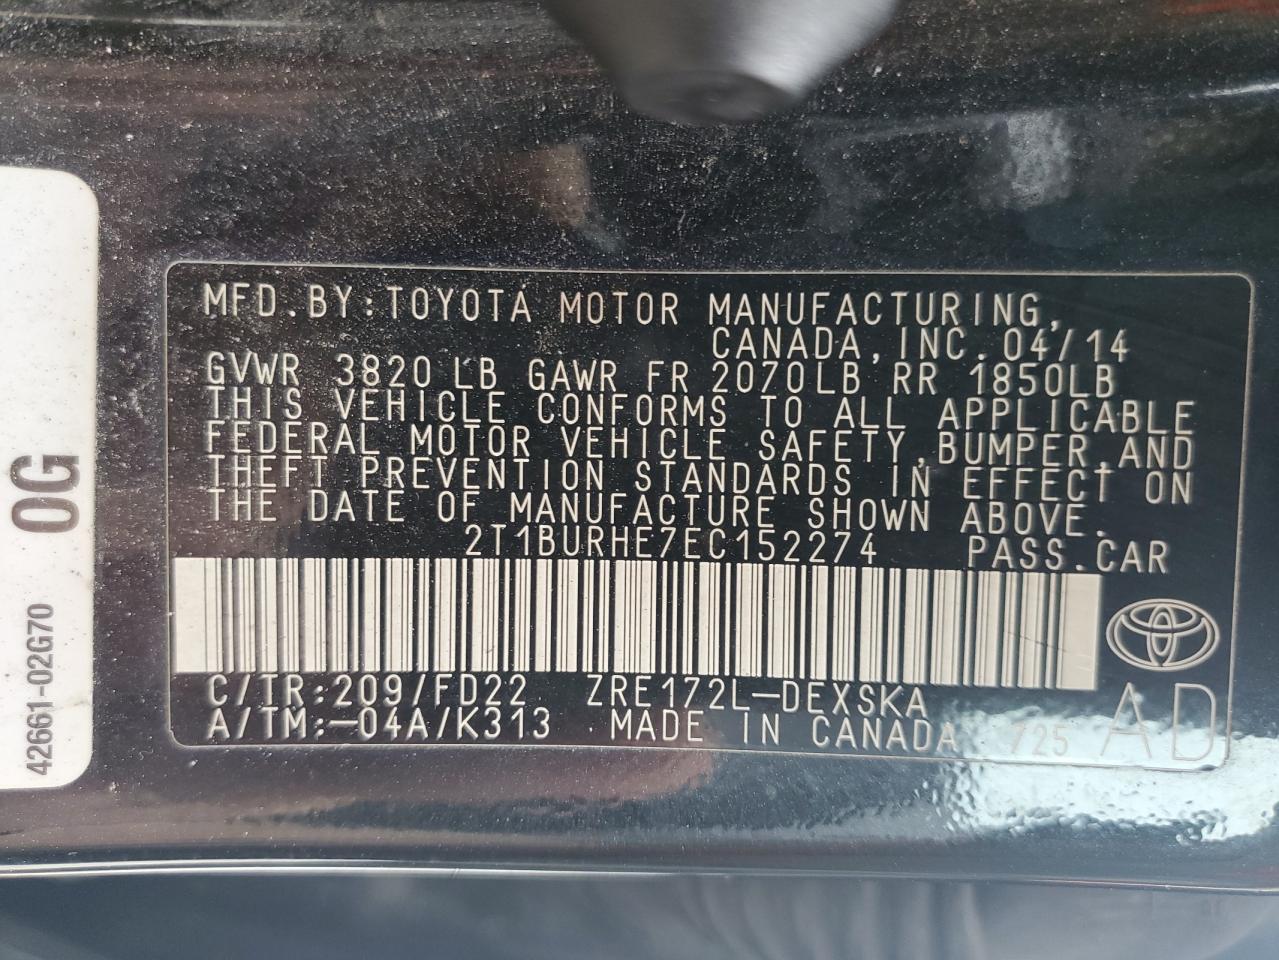 MFD.BY:TOYOTA MOTOR MANUFACTURING,
CANADA,INC.04/14
GVWR 3820 LB GAWR FR 2070LB RR 1850LB
THIS VEHICLE CONFORMS TO ALL APPLICABLE
FEDERAL MOTOR VEHICLE SAFETY,BUMPER,AND
THEFT PREVENTION STANDARDS IN EFFECT ON
THE DATE OF MANUFACTURE SHOWN ABOVE.
2T1BURHE7EC152274 PASS.CAR
C/TR:209/FD22 ZRE172L-DEXSKA
A/TM:-04A/K313 MADE IN CANADA 725 AD
42661-02G70 0G